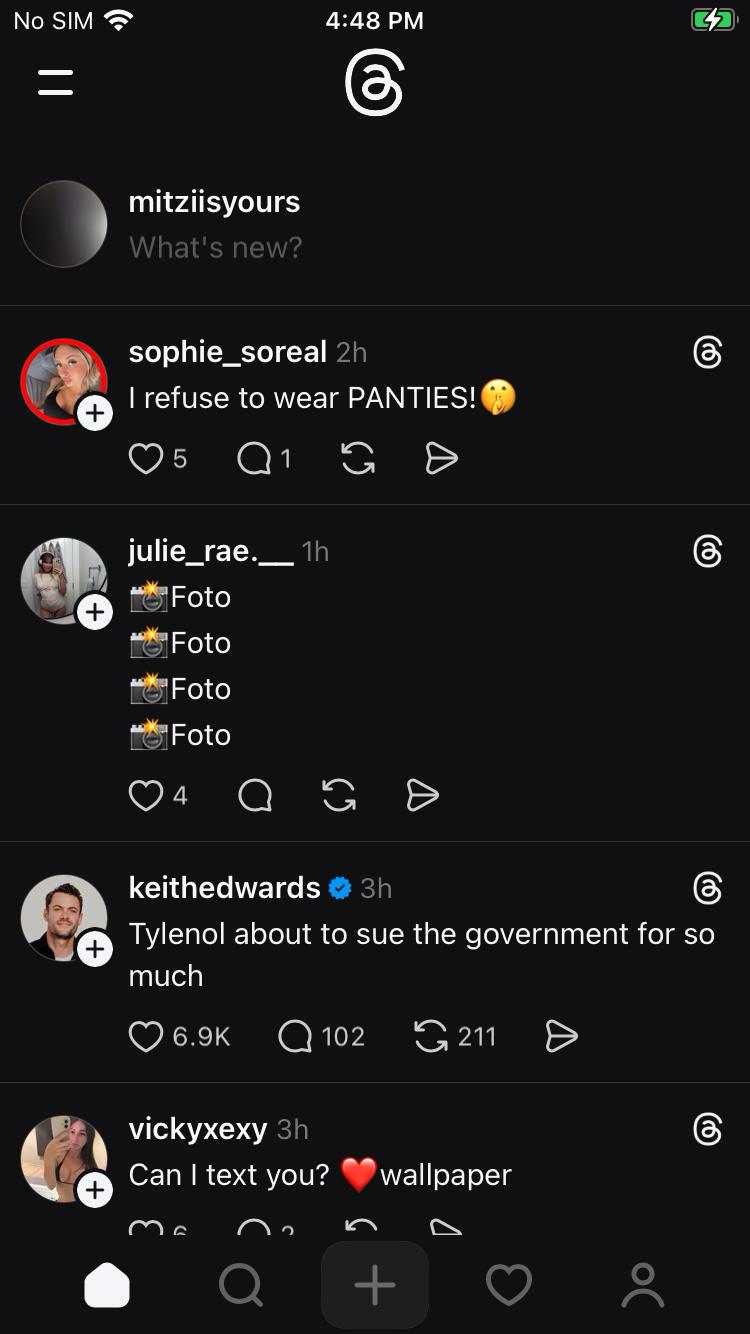 No SIM 4:48 PM
mitziisyours
What's new?
sophie_soreal 2h
I refuse to wear PANTIES!🤫
5 1
julie_rae.__ 1h
📸Foto
📸Foto
📸Foto
📸Foto
4
keithedwards 3h
Tylenol about to sue the government for so
much
6.9K 102 211
vickyxexy 3h
Can I text you? ❤️wallpaper
6 2